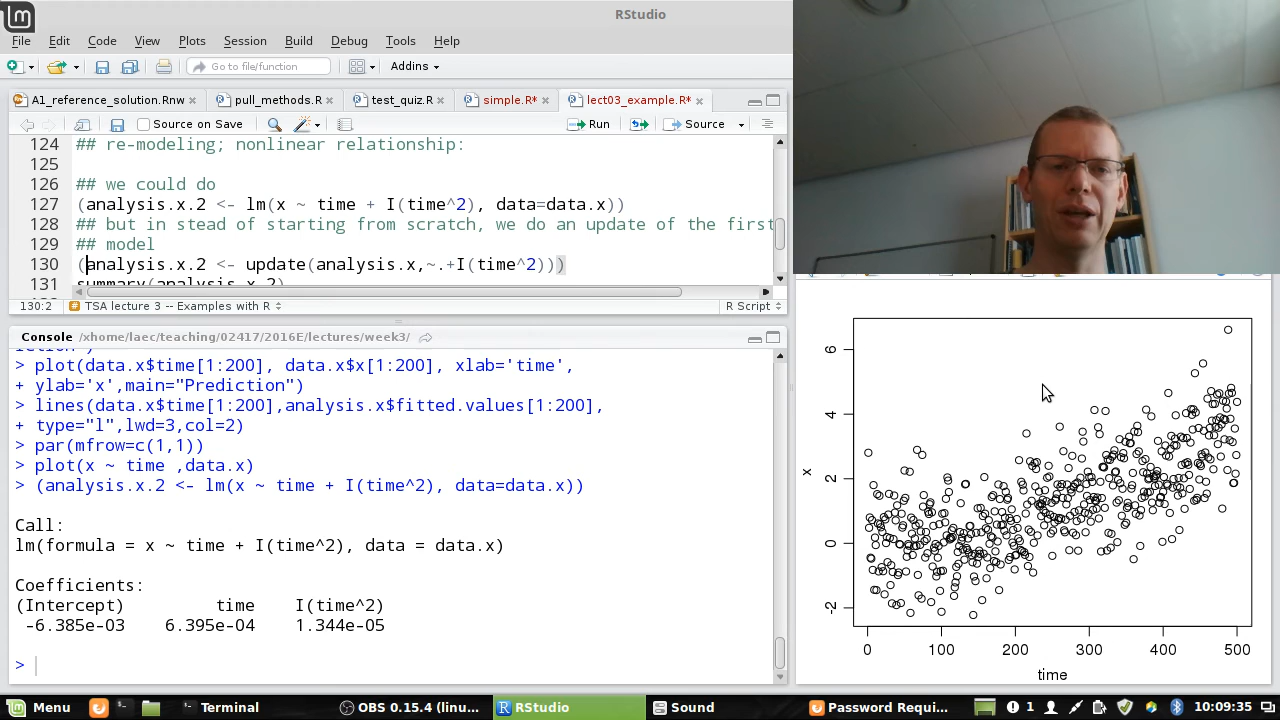 RStudio
File Edit Code View Plots Session Build Debug Tools Help
Go to file/function Addins
A1_reference_solution.Rnw pull_methods.R test_quiz.R simple.R* lect03_example.R*
Source on Save Run Source
124 ## re-modeling; nonlinear relationship:
125
126 ## we could do
127 (analysis.x.2 <- lm(x ~ time + I(time^2), data=data.x))
128 ## but in stead of starting from scratch, we do an update of the first
129 ## model
130 (analysis.x.2 <- update(analysis.x,~.+I(time^2)))
131 summary(analysis.x.2)
130:2 # TSA lecture 3 -- Examples with R R Script
Console /xhome/laec/teaching/02417/2016E/lectures/week3/
> plot(data.x$time[1:200], data.x$x[1:200], xlab='time',
+ ylab='x',main="Prediction")
> lines(data.x$time[1:200],analysis.x$fitted.values[1:200],
+ type="l",lwd=3,col=2)
> par(mfrow=c(1,1))
> plot(x ~ time ,data.x)
> (analysis.x.2 <- lm(x ~ time + I(time^2), data=data.x))
Call:
lm(formula = x ~ time + I(time^2), data = data.x)
Coefficients:
(Intercept) time I(time^2)
-6.385e-03 6.395e-04 1.344e-05
>
6
4
2
0
-2
x
0 100 200 300 400 500
time
Menu Terminal OBS 0.15.4 (linu... RStudio Sound Password Requi... 1 10:09:35